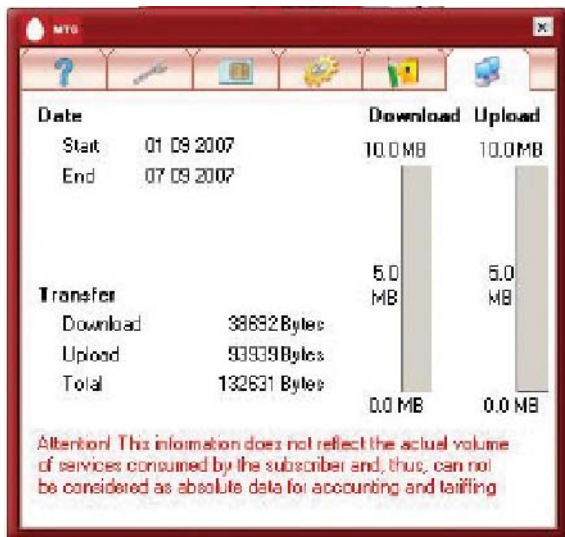 МТС
?
Date
Start 01 09 2007
End 07 09 2007
Download Upload
10.0 MB 10.0 MB
5.0 MB 5.0 MB
0.0 MB 0.0 MB
Transfer
Download 38692 Bytes
Upload 93939 Bytes
Total 132631 Bytes
Attention! This information does not reflect the actual volume
of services consumed by the subscriber and, thus, can not
be considered as absolute data for accounting and tariffing